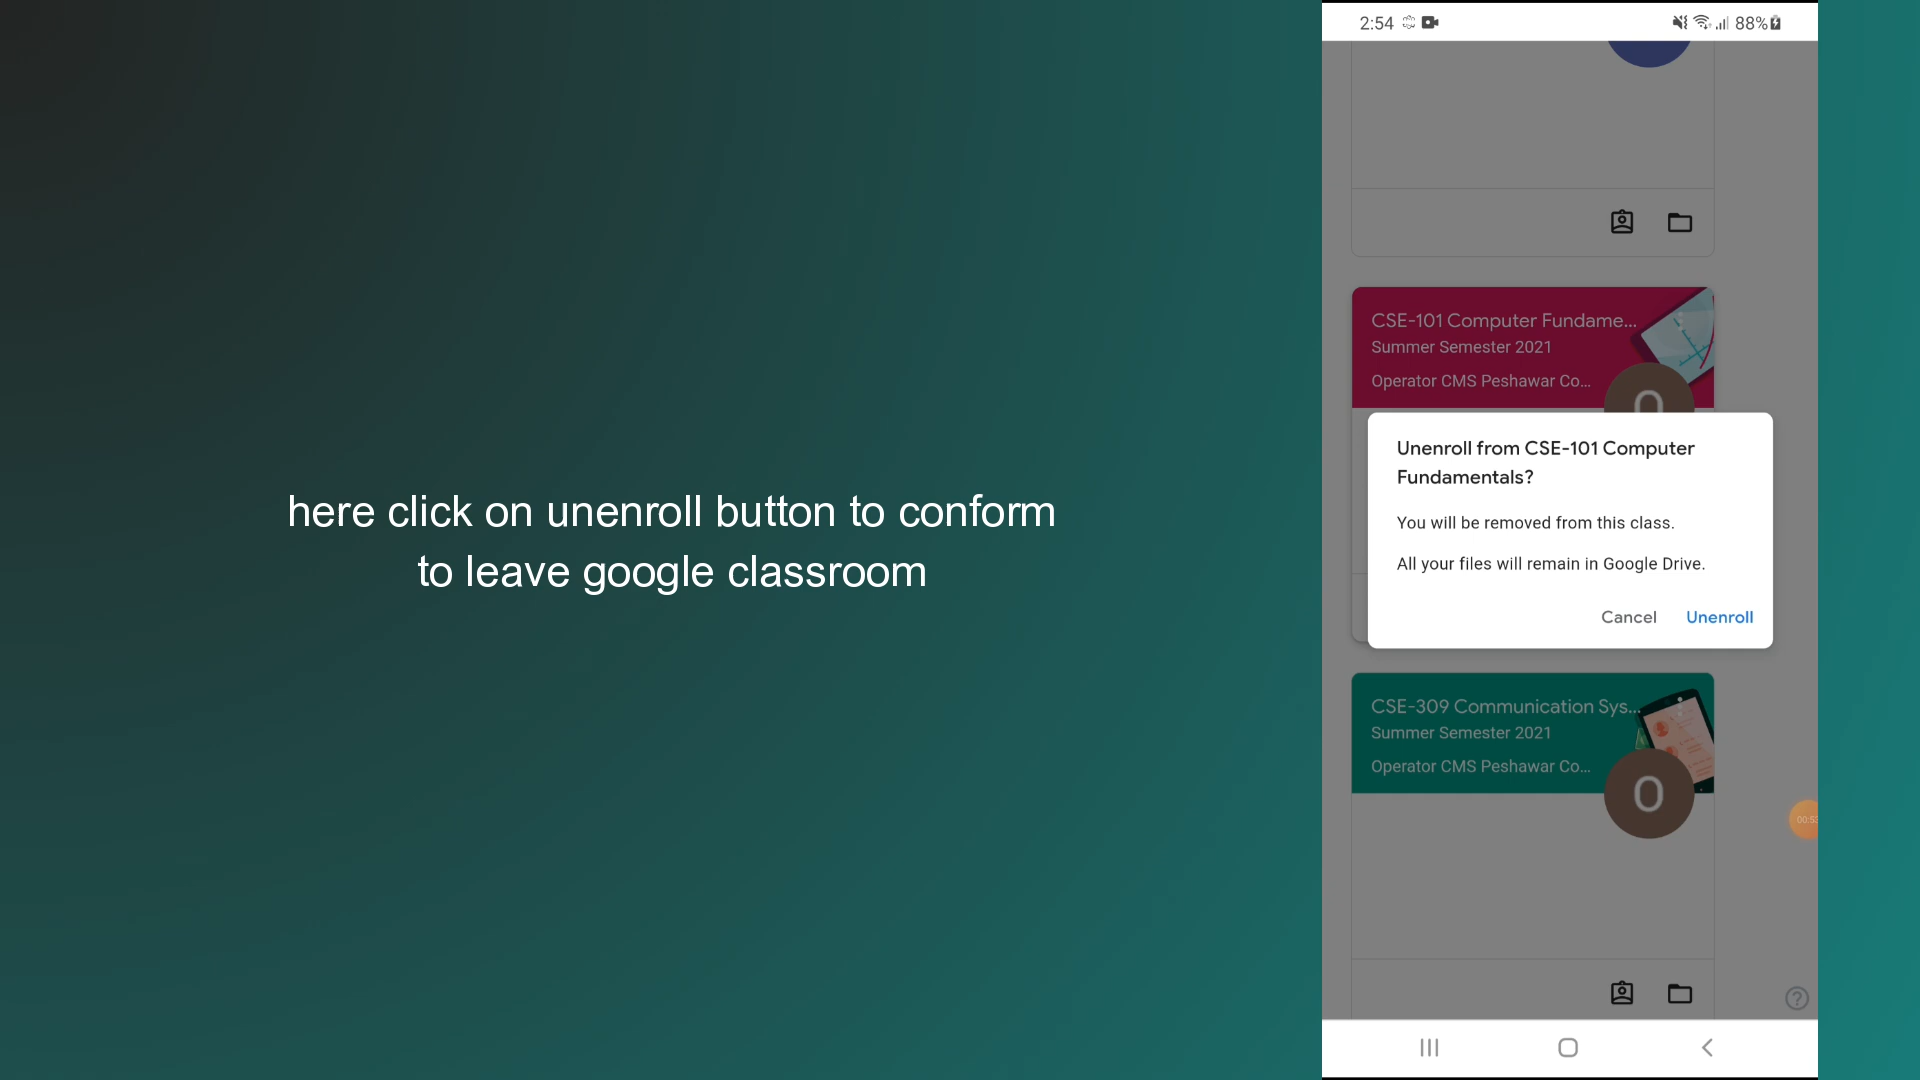 here click on unenroll button to conform
to leave google classroom
2:54
88%
CSE-101 Computer Fundame...
Summer Semester 2021
Operator CMS Peshawar Co...
O
Unenroll from CSE-101 Computer
Fundamentals?
You will be removed from this class.
All your files will remain in Google Drive.
Cancel Unenroll
CSE-309 Communication Sys...
Summer Semester 2021
Operator CMS Peshawar Co...
O